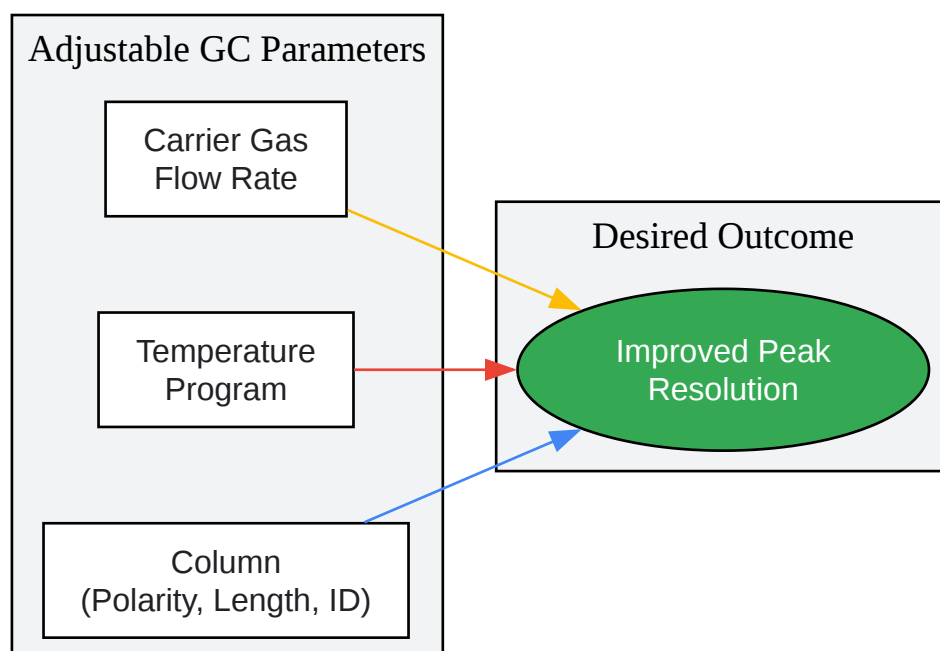 Adjustable GC Parameters
Carrier Gas
Flow Rate
Temperature
Program
Column
(Polarity, Length, ID)
Desired Outcome
Improved Peak
Resolution